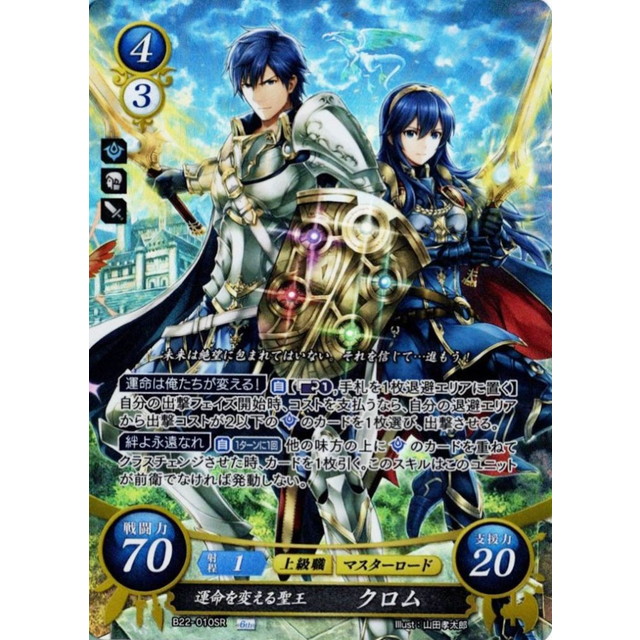 4
3
未来は絶望に包まれてはいない。それを信じて…進もう!
運命は俺たちが変える! 自【1,手札を1枚退避エリアに置く】
自分の出撃フェイズ開始時、コストを支払うなら、自分の退避エリア
から出撃コストが2以下の のカードを1枚選び、出撃させる。
絆よ永遠なれ 自 1ターンに1回 他の味方の上に のカードを重ねて
クラスチェンジさせた時、カードを1枚引く。このスキルはこのユニット
が前衛でなければ発動しない。
戦闘力
70
射程 1
上級職
マスターロード
支援力
20
運命を変える聖王 クロム
B22-010SR
Illust:山田孝太郎